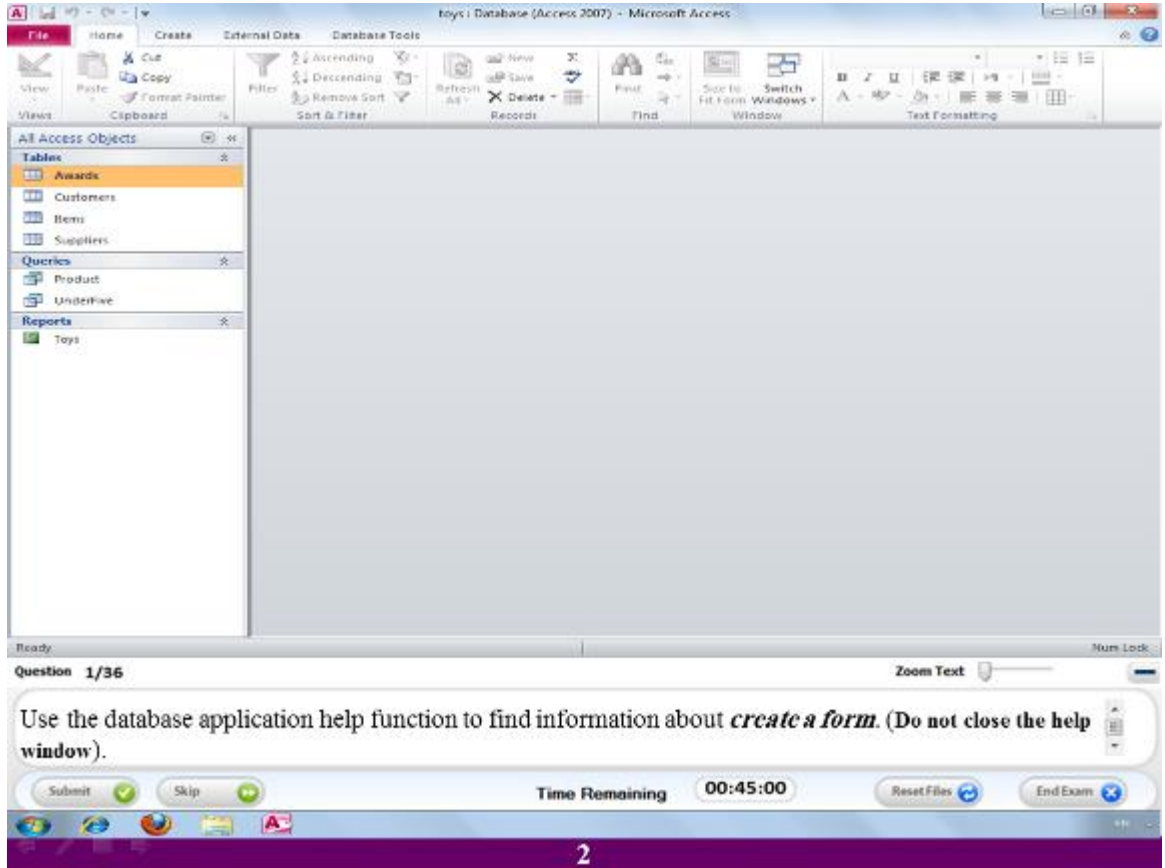 toys : Database (Access 2007) - Microsoft Access
File Home Create External Data Database Tools
View Paste Cut Copy Format Painter
Filter Ascending Descending Remove Sort
Refresh All New Save Delete
Find
Size to Fit Form Switch Windows
B I U
A
Views Clipboard Sort & Filter Records Find Window Text Formatting
All Access Objects
Tables
Awards
Customers
Items
Suppliers
Queries
Product
UnderFive
Reports
Toys
Ready Num Lock
Question 1/36 Zoom Text
Use the database application help function to find information about create a form. (Do not close the help
window).
Submit Skip Time Remaining 00:45:00 Reset Files End Exam
EN
2